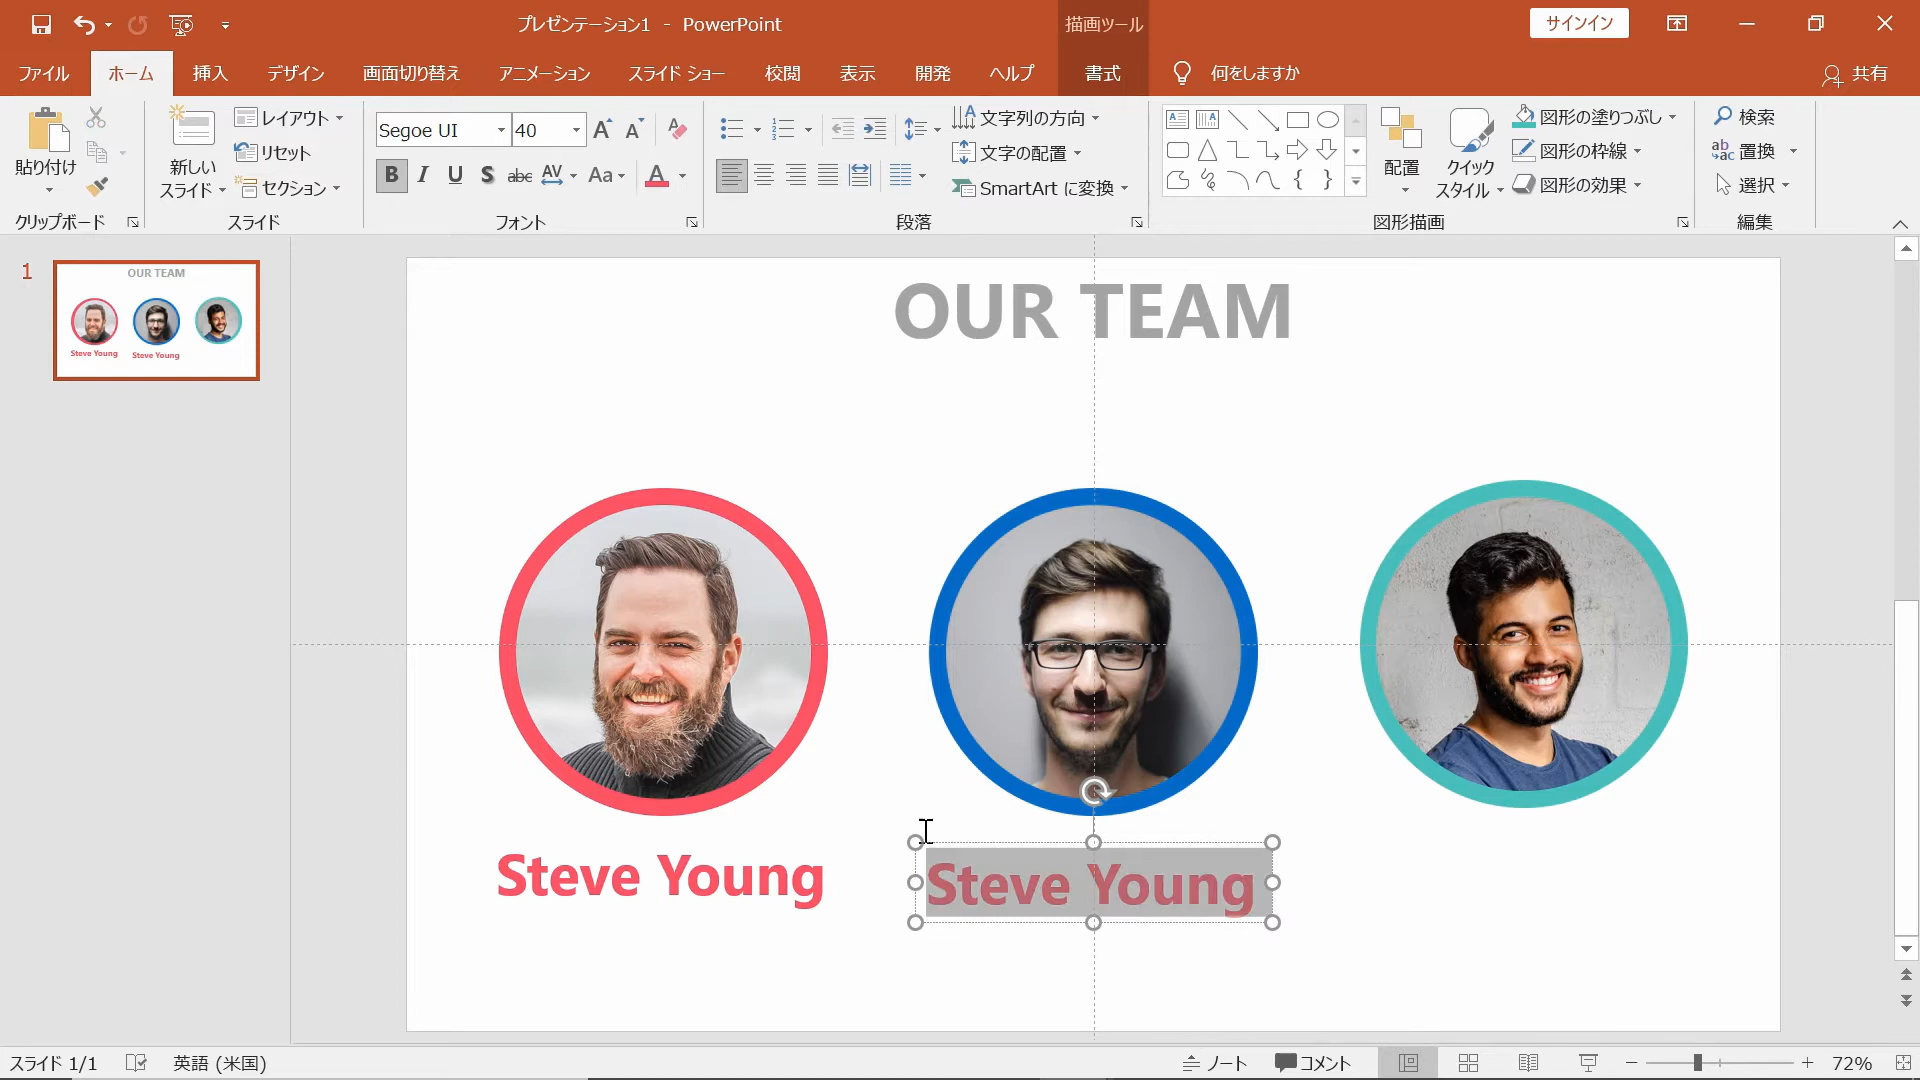 プレゼンテーション1 - PowerPoint
描画ツール
サインイン
ファイル ホーム 挿入 デザイン 画面切り替え アニメーション スライド ショー 校閲 表示 開発 ヘルプ 書式 何をしますか 共有
貼り付け
クリップボード
新しい
スライド
レイアウト
リセット
セクション
スライド
Segoe UI 40
B I U S abc AV Aa A
フォント
文字列の方向
文字の配置
SmartArt に変換
段落
配置
クイック
スタイル
図形の塗りつぶし
図形の枠線
図形の効果
図形描画
検索
置換
選択
編集
1
OUR TEAM
Steve Young
Steve Young
OUR TEAM
Steve Young
Steve Young
スライド 1/1 英語 (米国) ノート コメント 72%